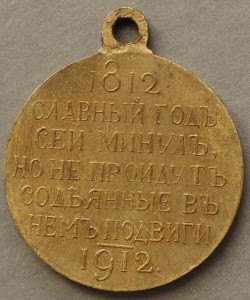 1812.
СЛАВНЫЙ ГОДЪ
СЕЙ МИНУЛЪ,
НО НЕ ПРОЙДУТЪ
СОДѢЯННЫЕ ВЪ
НЕМЪ ПОДВИГИ
1912.